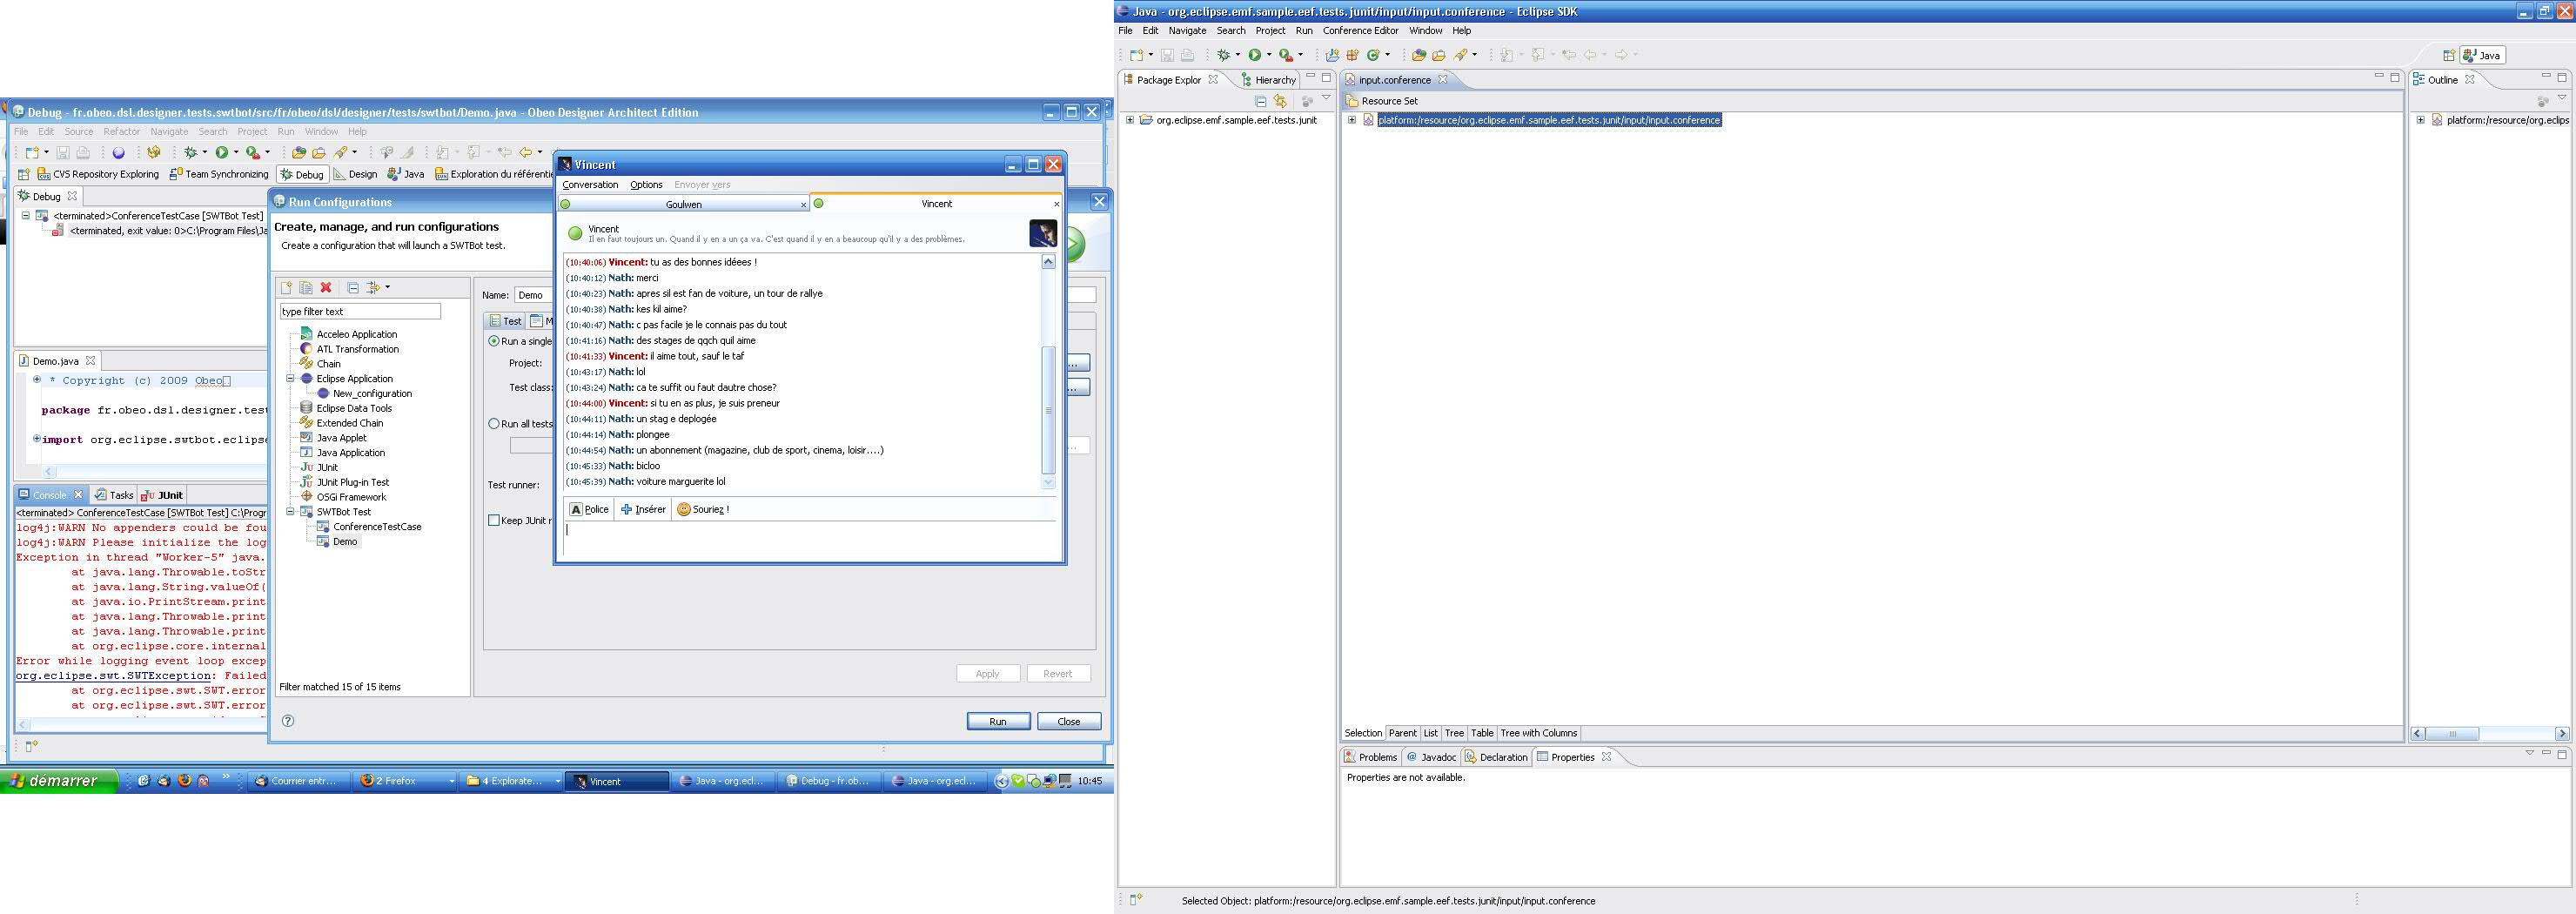 Debug - fr.obeo.dsl.designer.tests.swtbot/src/fr/obeo/dsl/designer/tests/swtbot/Demo.java - Obeo Designer Architect Edition
File Edit Source Refactor Navigate Search Project Run Window Help
CVS Repository Exploring Team Synchronizing Debug Design Java Exploration du référentie
Debug
<terminated>ConferenceTestCase [SWTBot Test]
<terminated, exit value: 0>C:\Program Files\Ja
Demo.java
* Copyright (c) 2009 Obeo
package fr.obeo.dsl.designer.test
import org.eclipse.swtbot.eclipse
Console Tasks JUnit
<terminated> ConferenceTestCase [SWTBot Test] C:\Progr
log4j:WARN No appenders could be fou
log4j:WARN Please initialize the log
Exception in thread "Worker-5" java.
at java.lang.Throwable.toStr
at java.lang.String.valueOf(
at java.io.PrintStream.print
at java.lang.Throwable.print
at java.lang.Throwable.print
at org.eclipse.core.internal
Error while logging event loop excep
org.eclipse.swt.SWTException: Failed
at org.eclipse.swt.SWT.error
at org.eclipse.swt.SWT.error
Run Configurations
Create, manage, and run configurations
Create a configuration that will launch a SWTBot test.
type filter text
Acceleo Application
ATL Transformation
Chain
Eclipse Application
New_configuration
Eclipse Data Tools
Extended Chain
Java Applet
Java Application
JUnit
JUnit Plug-in Test
OSGi Framework
SWTBot Test
ConferenceTestCase
Demo
Filter matched 15 of 15 items
Name: Demo
Test M
Run a single
Project:
Test class:
Run all tests
Test runner:
Keep JUnit r
Apply Revert
Run Close
Vincent
Conversation Options Envoyer vers
Goulwen Vincent
Vincent
Il en faut toujours un. Quand il y en a un ça va. C'est quand il y en a beaucoup qu'il y a des problèmes.
(10:40:06) Vincent: tu as des bonnes idéees !
(10:40:12) Nath: merci
(10:40:23) Nath: apres sil est fan de voiture, un tour de rallye
(10:40:38) Nath: kes kil aime?
(10:40:47) Nath: c pas facile je le connais pas du tout
(10:41:16) Nath: des stages de qqch quil aime
(10:41:33) Vincent: il aime tout, sauf le taf
(10:43:17) Nath: lol
(10:43:24) Nath: ca te suffit ou faut dautre chose?
(10:44:00) Vincent: si tu en as plus, je suis preneur
(10:44:11) Nath: un stag e deplogée
(10:44:14) Nath: plongee
(10:44:54) Nath: un abonnement (magazine, club de sport, cinema, loisir....)
(10:45:33) Nath: bicloo
(10:45:39) Nath: voiture marguerite lol
Police Insérer Souriez !
démarrer Courrier entr... 2 Firefox 4 Explorate... Vincent Java - org.ecl... Debug - fr.ob... Java - org.ecl... 10:45
Java - org.eclipse.emf.sample.eef.tests.junit/input/input.conference - Eclipse SDK
File Edit Navigate Search Project Run Conference Editor Window Help
Java
Package Explor Hierarchy
org.eclipse.emf.sample.eef.tests.junit
input.conference
Resource Set
platform:/resource/org.eclipse.emf.sample.eef.tests.junit/input/input.conference
Outline
platform:/resource/org.eclips
Selection Parent List Tree Table Tree with Columns
Problems Javadoc Declaration Properties
Properties are not available.
Selected Object: platform:/resource/org.eclipse.emf.sample.eef.tests.junit/input/input.conference